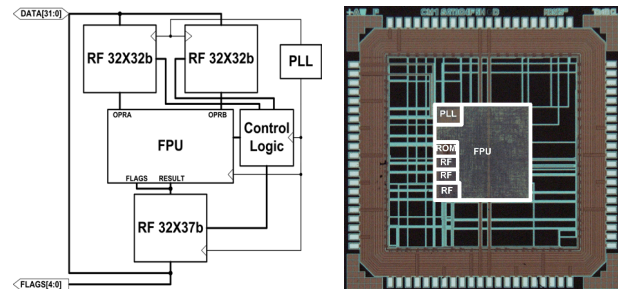 DATA[31:0]
RF 32X32b
RF 32X32b
PLL
OPRA
OPRB
FPU
Control
Logic
FLAGS
RESULT
RF 32X37b
FLAGS[4:0]
PLL
ROM
FPU
RF
RF
RF